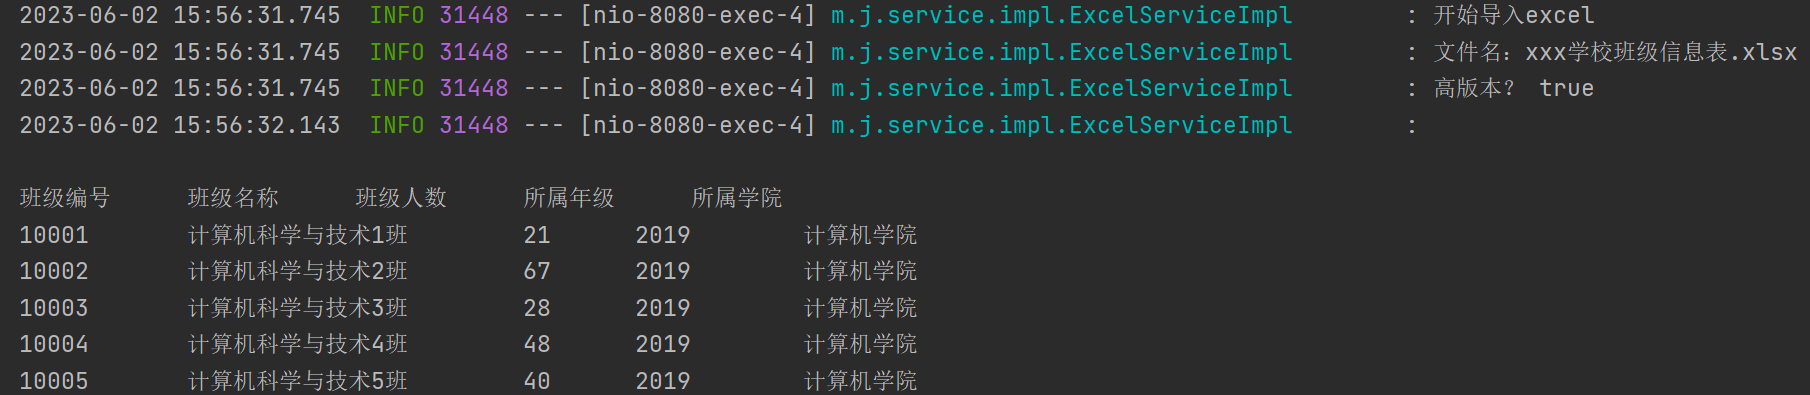 2023-06-02 15:56:31.745  INFO 31448 --- [nio-8080-exec-4] m.j.service.impl.ExcelServiceImpl        : 开始导入excel
2023-06-02 15:56:31.745  INFO 31448 --- [nio-8080-exec-4] m.j.service.impl.ExcelServiceImpl        : 文件名：xxx学校班级信息表.xlsx
2023-06-02 15:56:31.745  INFO 31448 --- [nio-8080-exec-4] m.j.service.impl.ExcelServiceImpl        : 高版本？ true
2023-06-02 15:56:32.143  INFO 31448 --- [nio-8080-exec-4] m.j.service.impl.ExcelServiceImpl        :
班级编号 班级名称 班级人数 所属年级 所属学院
10001 计算机科学与技术1班 21 2019 计算机学院
10002 计算机科学与技术2班 67 2019 计算机学院
10003 计算机科学与技术3班 28 2019 计算机学院
10004 计算机科学与技术4班 48 2019 计算机学院
10005 计算机科学与技术5班 40 2019 计算机学院